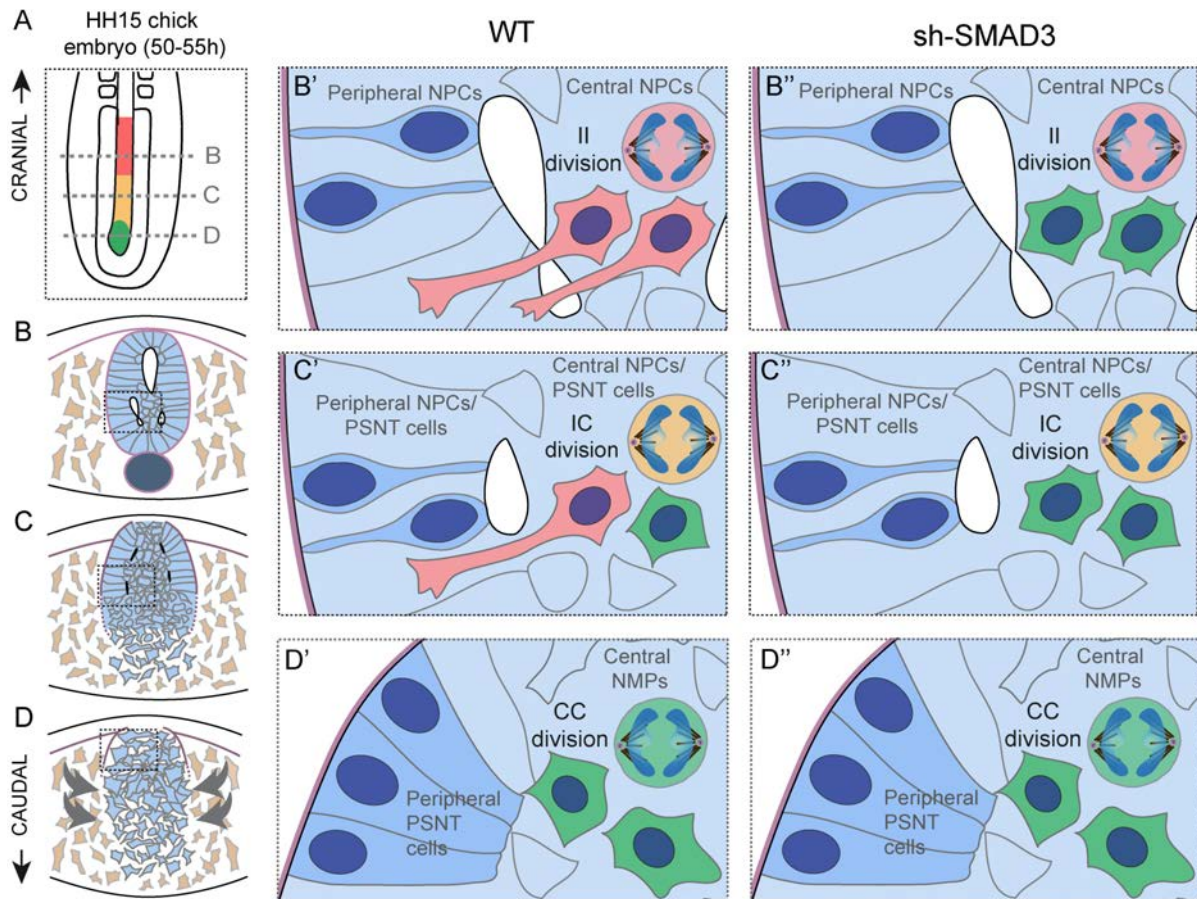 A
HH15 chick
embryo (50-55h)
CRANIAL
B
C
D
B
C
D
CAUDAL
WT
sh-SMAD3
B'
Peripheral NPCs
Central NPCs
II
division
B''
Peripheral NPCs
Central NPCs
II
division
C'
Peripheral NPCs/
PSNT cells
Central NPCs/
PSNT cells
IC
division
C''
Peripheral NPCs/
PSNT cells
Central NPCs/
PSNT cells
IC
division
D'
Central
NMPs
CC
division
Peripheral
PSNT
cells
D''
Central
NMPs
CC
division
Peripheral
PSNT
cells